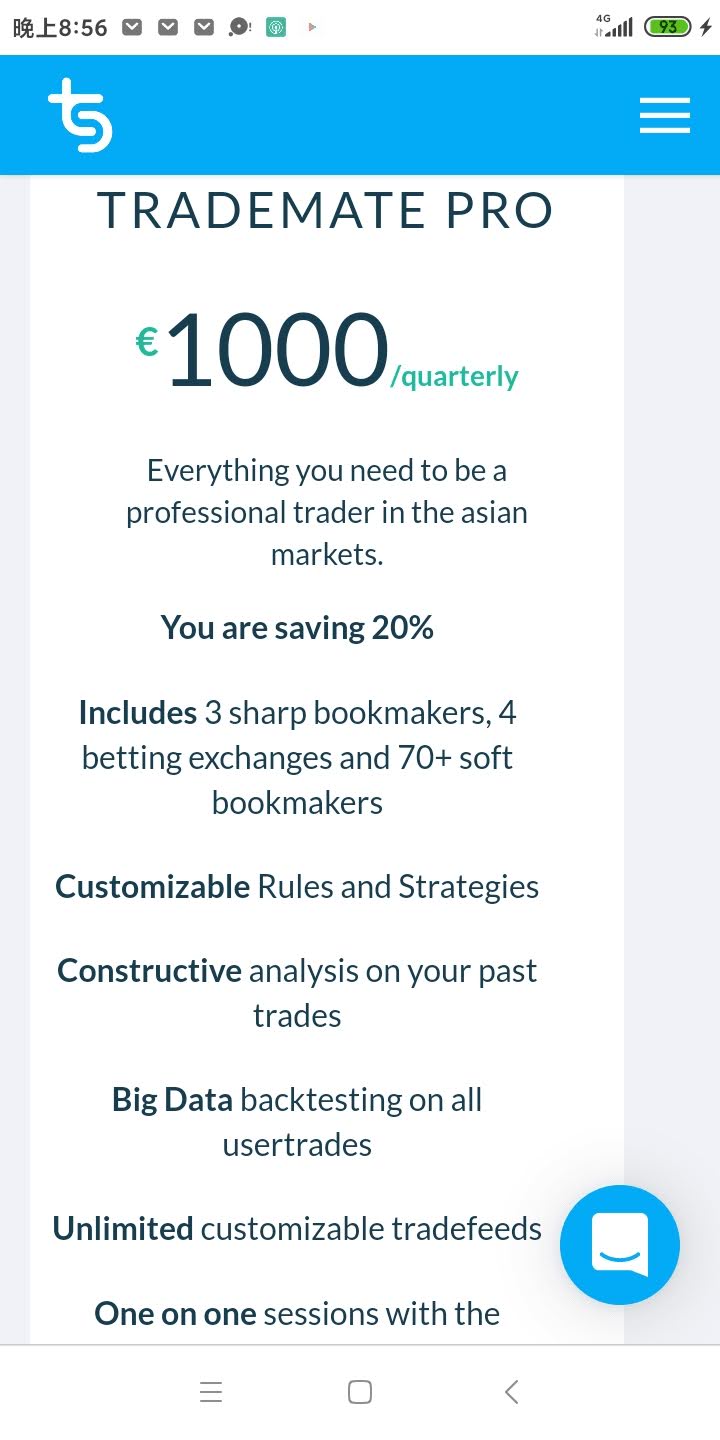 晚上8:56
4G
93
ts
TRADEMATE PRO
€1000/quarterly
Everything you need to be a
professional trader in the asian
markets.
You are saving 20%
Includes 3 sharp bookmakers, 4
betting exchanges and 70+ soft
bookmakers
Customizable Rules and Strategies
Constructive analysis on your past
trades
Big Data backtesting on all
usertrades
Unlimited customizable tradefeeds
One on one sessions with the